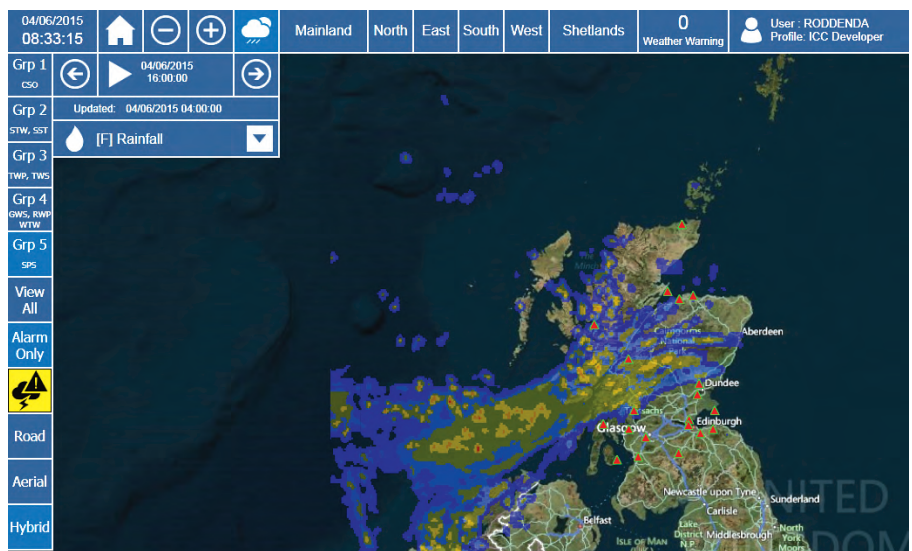 04/06/2015
08:33:15
Mainland
North
East
South
West
Shetlands
0
Weather Warning
User : RODDENDA
Profile: ICC Developer
Grp 1
CSO
04/06/2015
16:00:00
Grp 2
STW, SST
Updated: 04/06/2015 04:00:00
[F] Rainfall
Grp 3
TWP, TWS
Grp 4
GWS, RWP
WTW
Grp 5
SPS
View
All
Alarm
Only
Road
Aerial
Hybrid
The
Cairngorms
National
Park
Aberdeen
Dundee
Edinburgh
Glasgow
Newcastle upon Tyne
Sunderland
Carlisle
UNITED
Belfast
Lake
District
N.P.
Middlesbrough
North
York
Moors
ISLE OF MAN